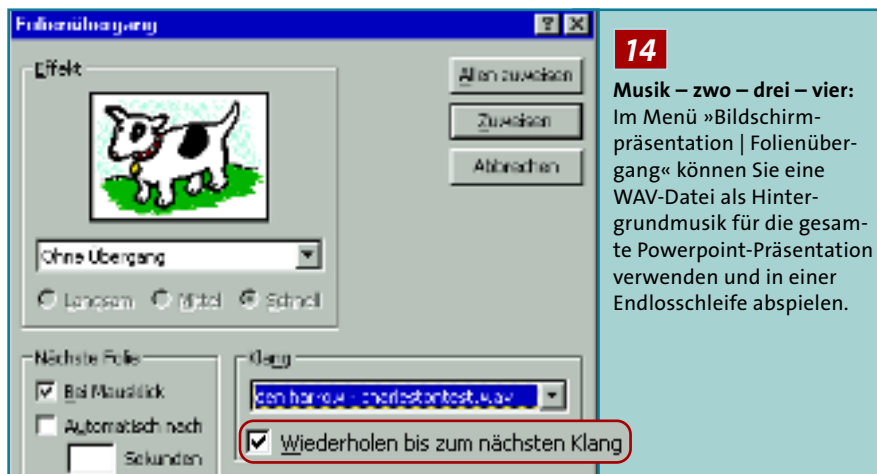 Folienübergang
Effekt
Allen zuweisen
Zuweisen
Abbrechen
Ohne Übergang
Langsam Mittel Schnell
Nächste Folie
Bei Mausklick
Automatisch nach
Sekunden
Klang
charlestontest.wav
Wiederholen bis zum nächsten Klang
14
Musik – zwo – drei – vier:
Im Menü »Bildschirm-
präsentation | Folienüber-
gang« können Sie eine
WAV-Datei als Hinter-
grundmusik für die gesam-
te Powerpoint-Präsentation
verwenden und in einer
Endlosschleife abspielen.